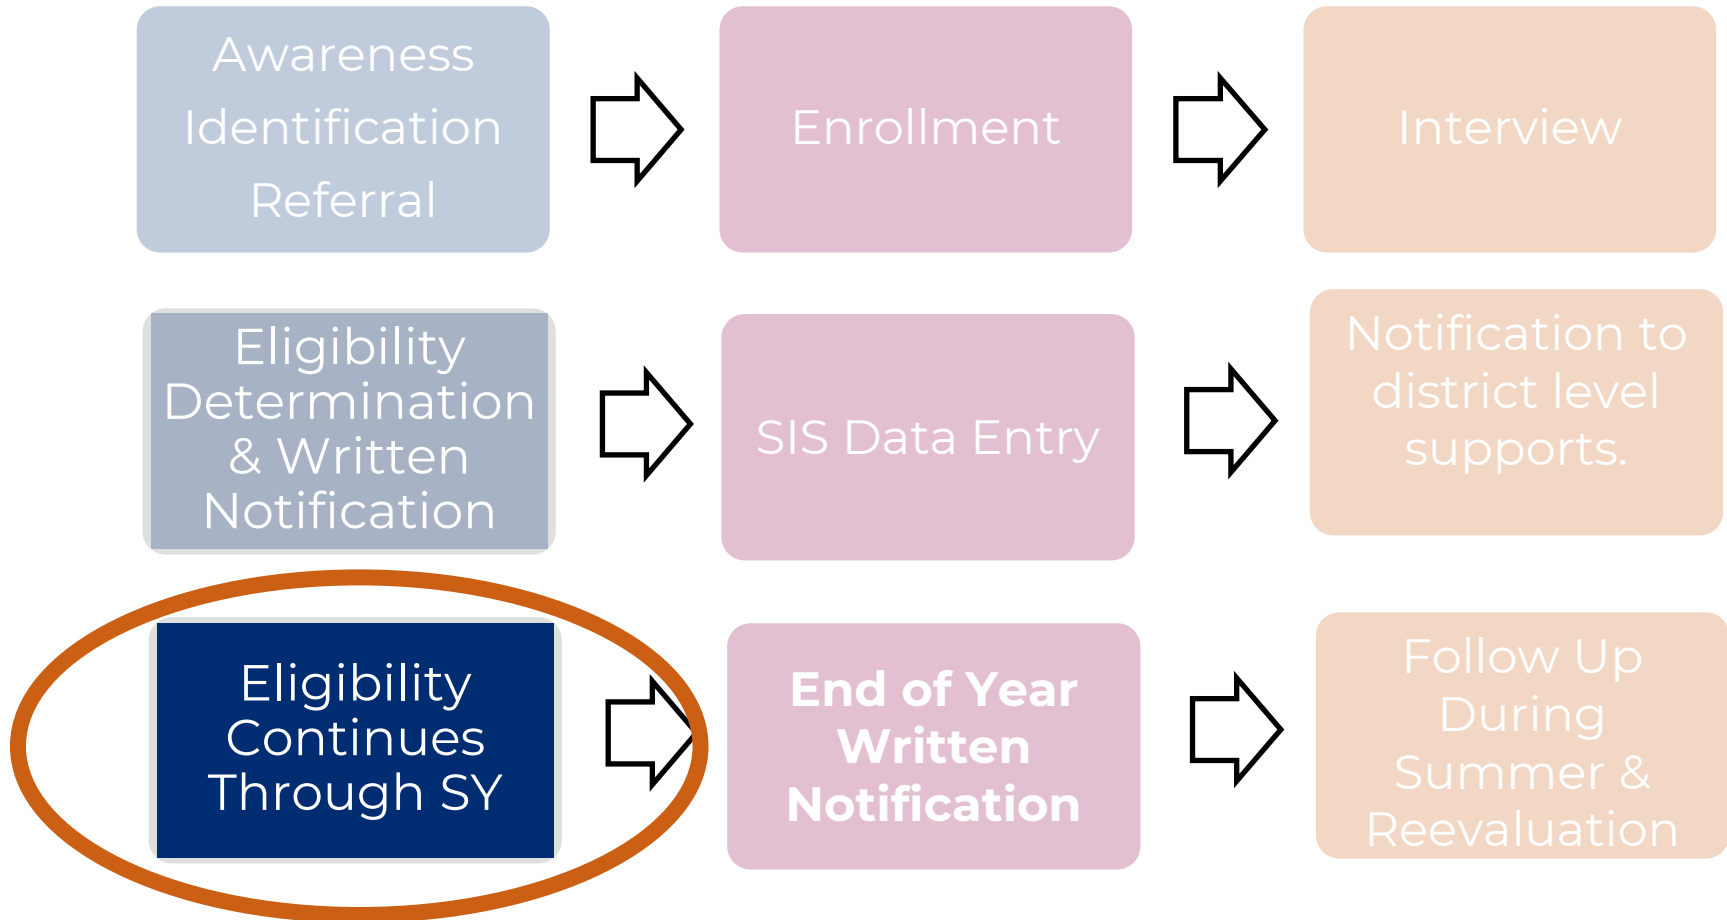 Awareness
Identification
Referral
Enrollment
Interview
Eligibility
Determination
& Written
Notification
SIS Data Entry
Notification to
district level
supports.
Eligibility
Continues
Through SY
End of Year
Written
Notification
Follow Up
During
Summer &
Reevaluation